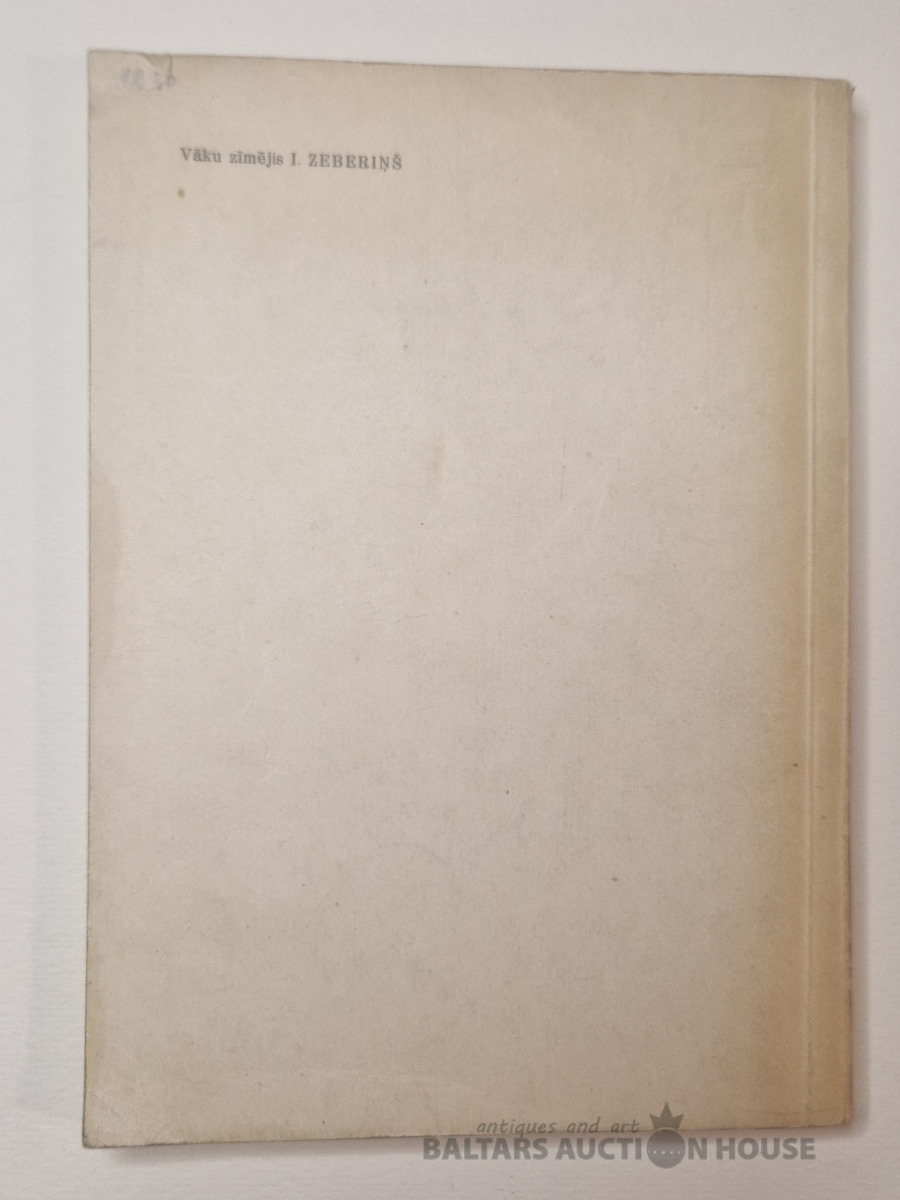 Vāku zīmējis I. ZEBERIŅŠ
antiques and art
BALTARS AUCTION HOUSE